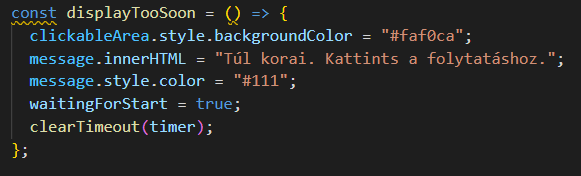 const displayTooSoon = () => {
  clickableArea.style.backgroundColor = "#faf0ca";
  message.innerHTML = "Túl korai. Kattints a folytatáshoz.";
  message.style.color = "#111";
  waitingForStart = true;
  clearTimeout(timer);
};